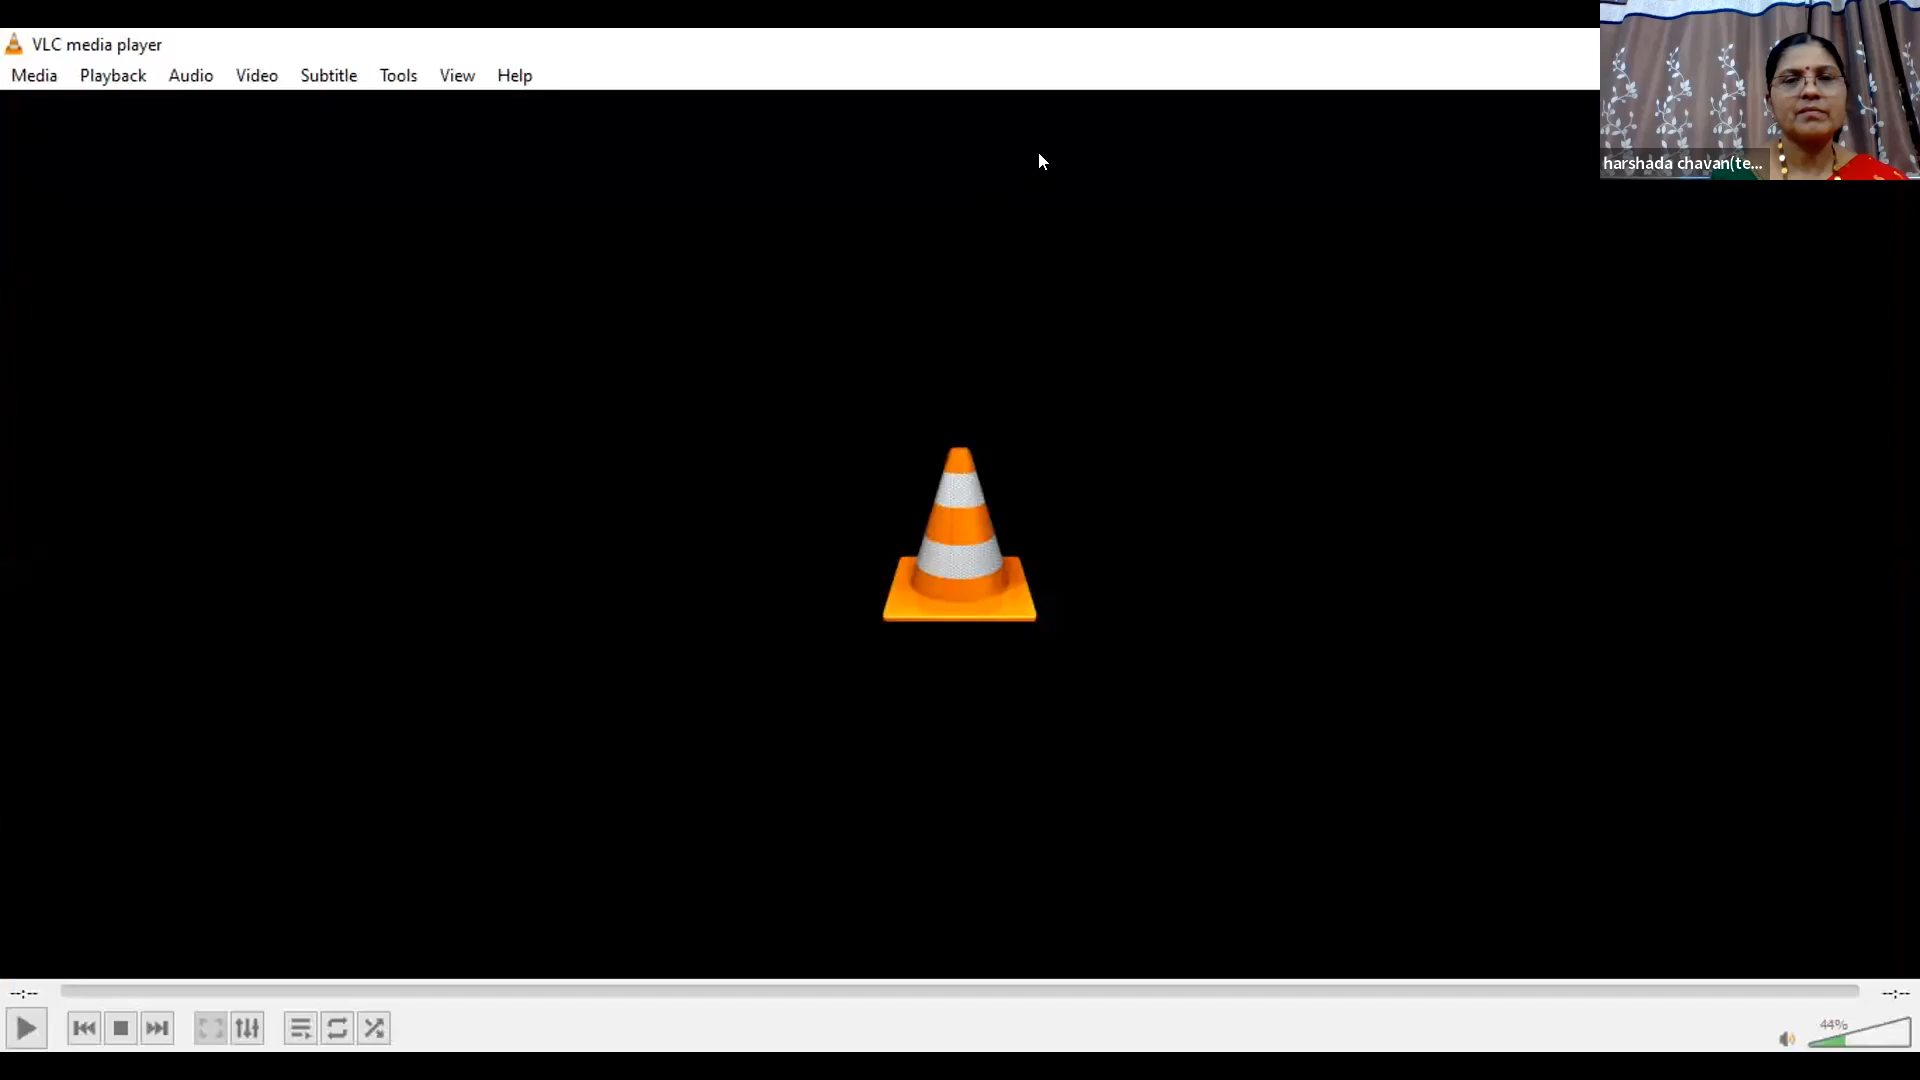 VLC media player
Media Playback Audio Video Subtitle Tools View Help
harshada chavan(te...
--:-- --:--
44%